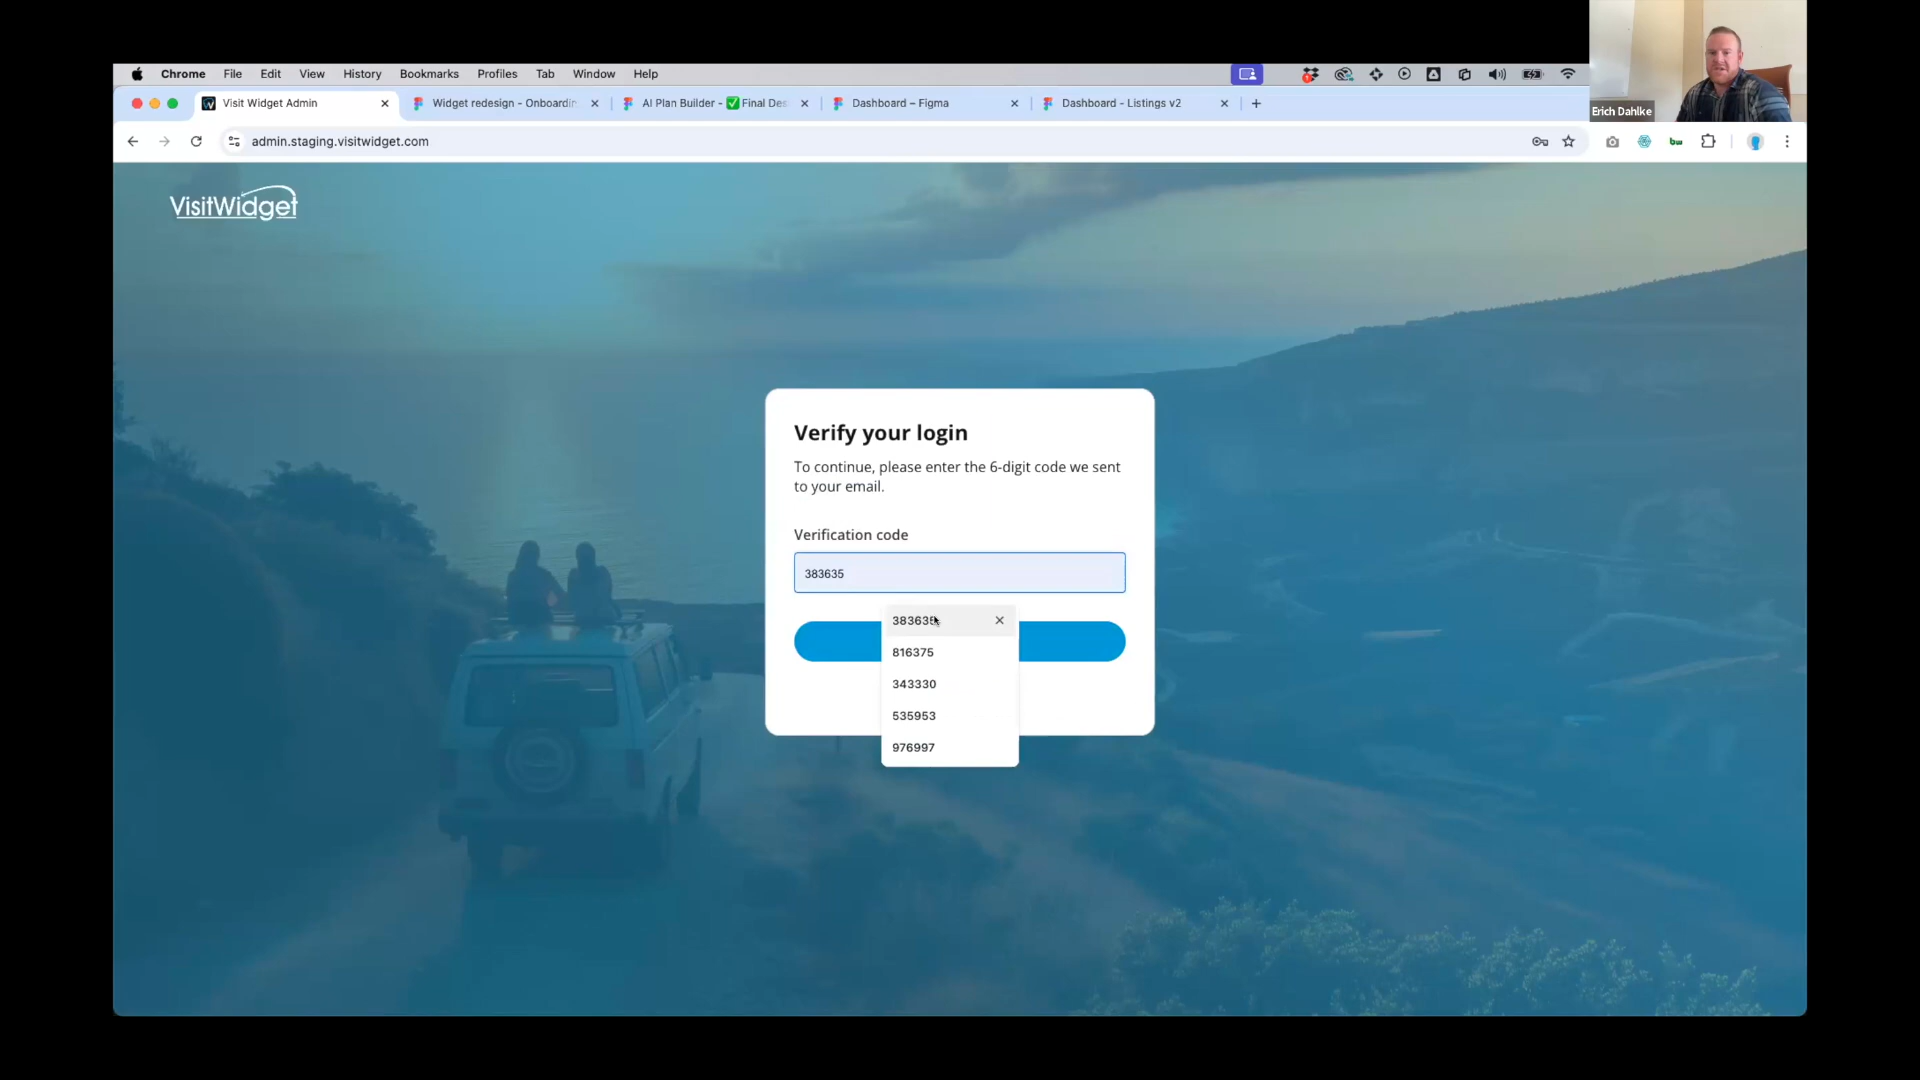 Chrome File Edit View History Bookmarks Profiles Tab Window Help
Erich Dahlke
Visit Widget Admin
Widget redesign - Onboardin
AI Plan Builder - ✅ Final Des
Dashboard – Figma
Dashboard - Listings v2
admin.staging.visitwidget.com
bw
VisitWidget
Verify your login
To continue, please enter the 6-digit code we sent
to your email.
Verification code
383635
383635
816375
343330
535953
976997